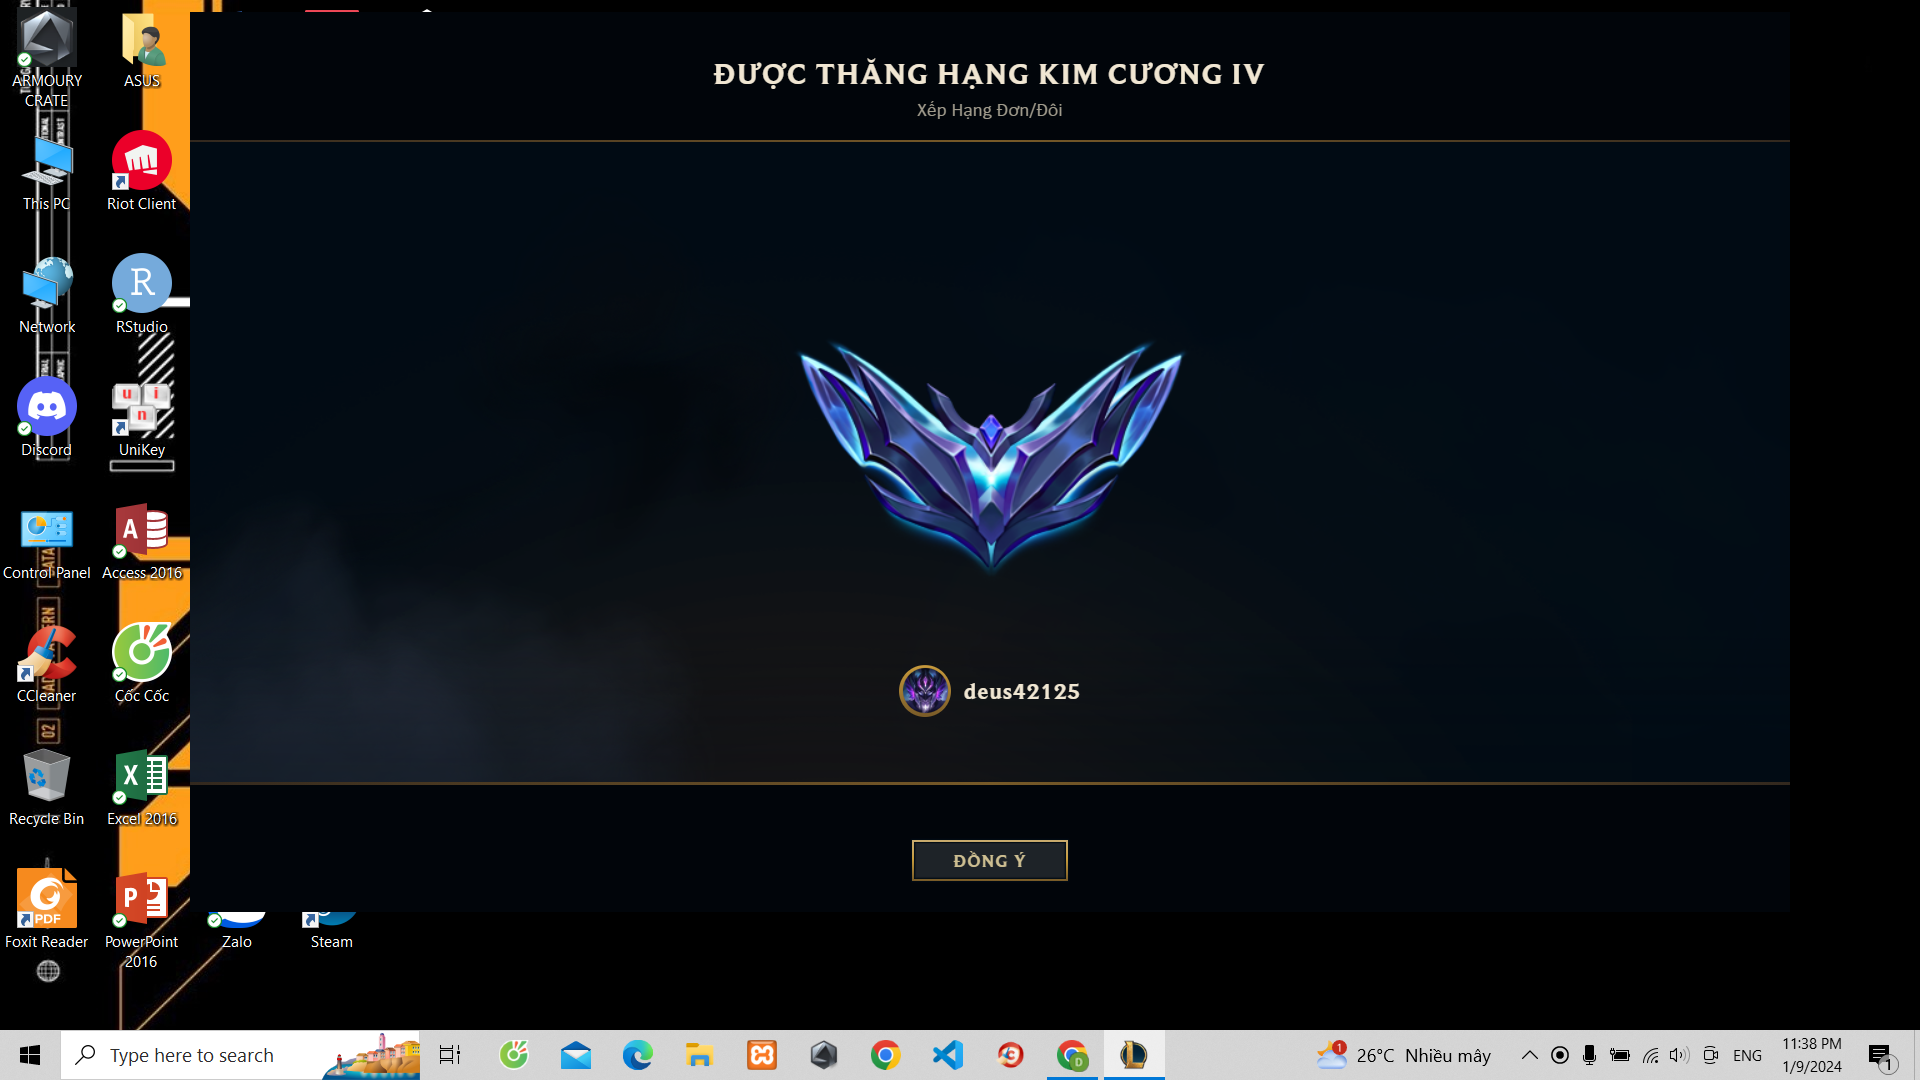 ĐƯỢC THĂNG HẠNG KIM CƯƠNG IV
Xếp Hạng Đơn/Đôi
deus42125
ĐỒNG Ý
ARMOURY CRATE
ASUS
This PC
Riot Client
Network
RStudio
Discord
UniKey
Control Panel
Access 2016
CCleaner
Cốc Cốc
Recycle Bin
Excel 2016
Foxit Reader
PowerPoint 2016
Zalo
Steam
Type here to search
26°C Nhiều mây
ENG
11:38 PM
1/9/2024